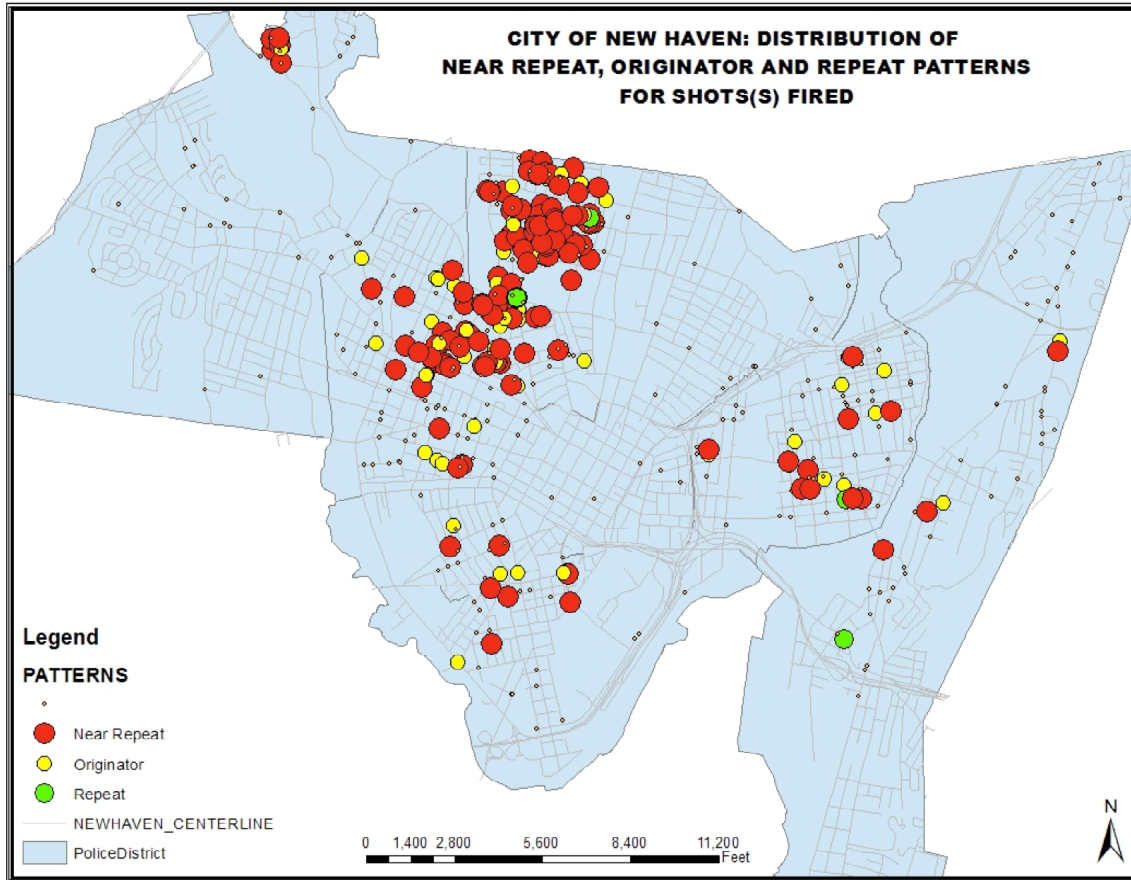 CITY OF NEW HAVEN: DISTRIBUTION OF
NEAR REPEAT, ORIGINATOR AND REPEAT PATTERNS
FOR SHOTS(S) FIRED
Legend
PATTERNS
Near Repeat
Originator
Repeat
NEWHAVEN_CENTERLINE
PoliceDistrict
0 1,400 2,800 5,600 8,400 11,200
Feet
N